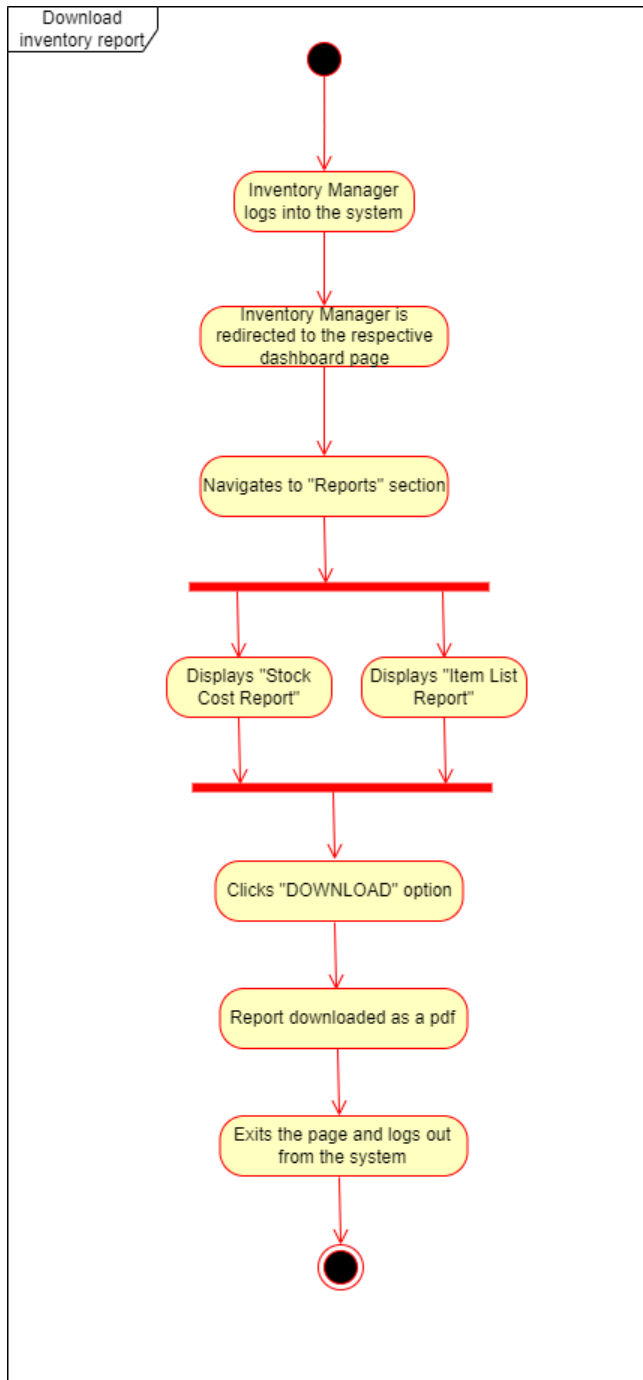 Download
inventory report
Inventory Manager
logs into the system
Inventory Manager is
redirected to the respective
dashboard page
Navigates to "Reports" section
Displays "Stock
Cost Report"
Displays "Item List
Report"
Clicks "DOWNLOAD" option
Report downloaded as a pdf
Exits the page and logs out
from the system